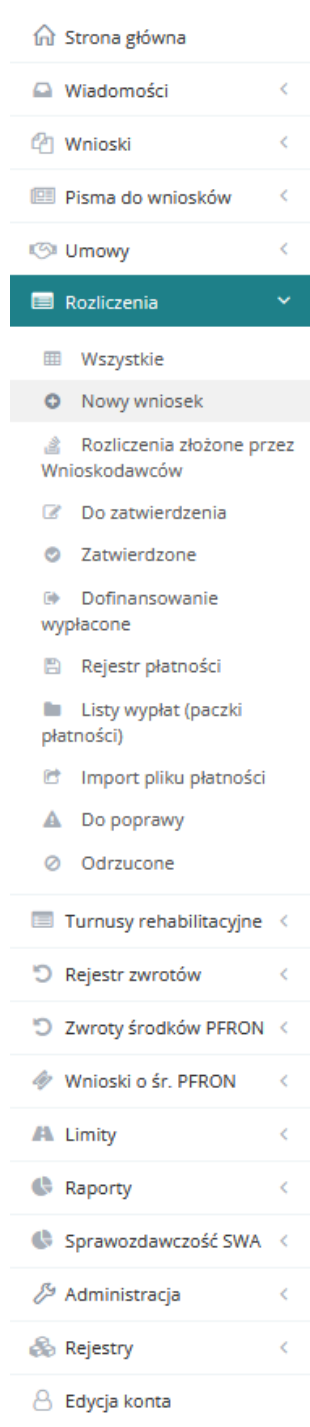 Strona główna
Wiadomości
Wnioski
Pisma do wniosków
Umowy
Rozliczenia
Wszystkie
Nowy wniosek
Rozliczenia złożone przez
Wnioskodawców
Do zatwierdzenia
Zatwierdzone
Dofinansowanie
wypłacone
Rejestr płatności
Listy wypłat (paczki
płatności)
Import pliku płatności
Do poprawy
Odrzucone
Turnusy rehabilitacyjne
Rejestr zwrotów
Zwroty środków PFRON
Wnioski o śr. PFRON
Limity
Raporty
Sprawozdawczość SWA
Administracja
Rejestry
Edycja konta